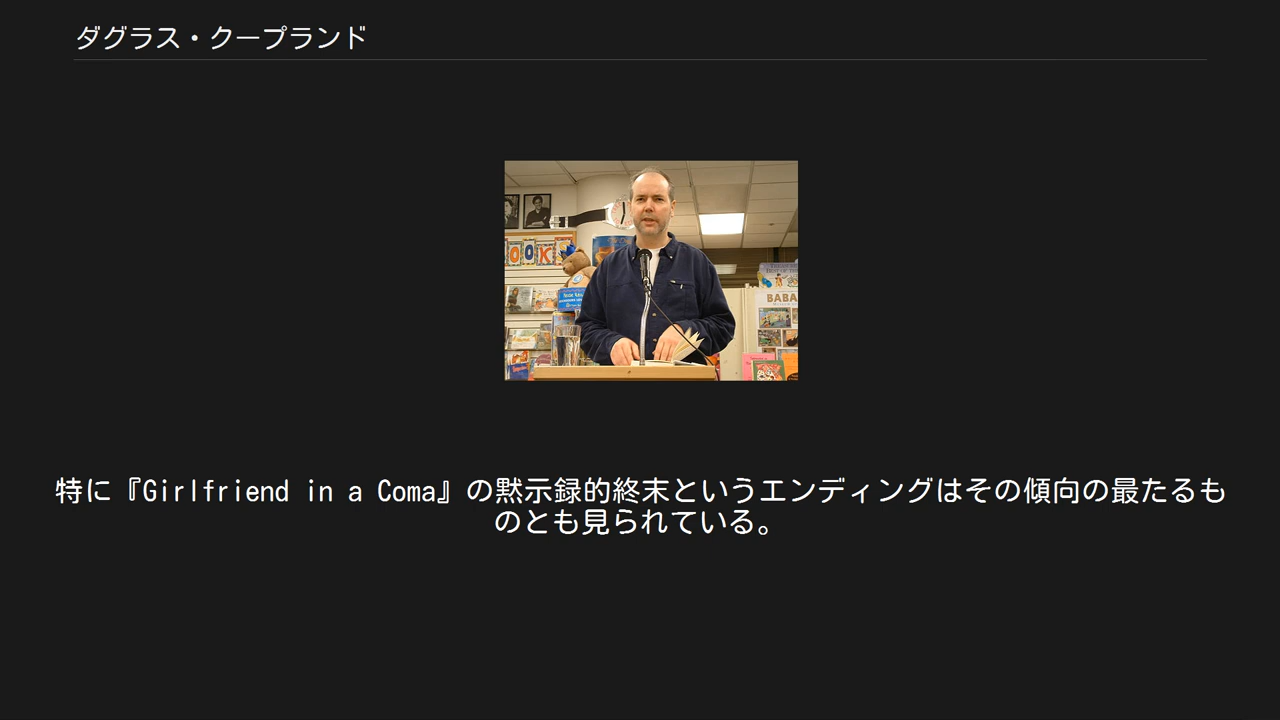 ダグラス・クープランド
OOK
BABA
特に『Girlfriend in a Coma』の黙示録的終末というエンディングはその傾向の最たるも
のとも見られている。